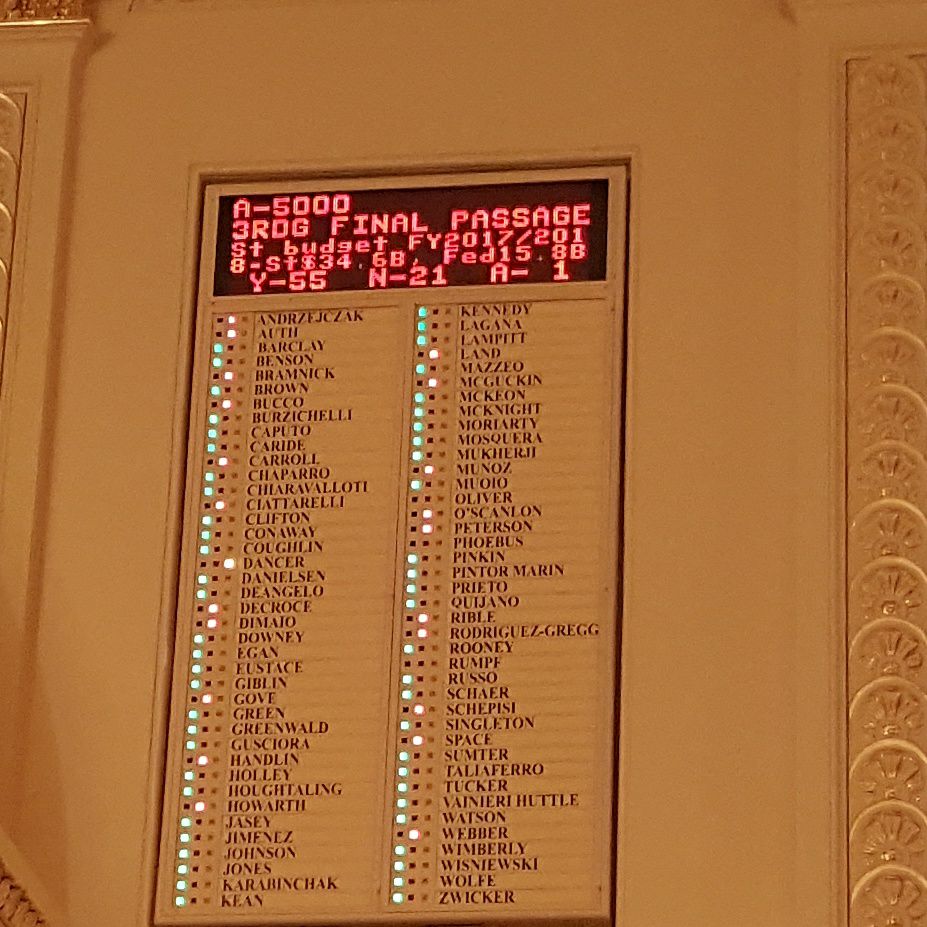 A-5000
3RDG FINAL PASSAGE
St budget FY2017/201
8-St$34.6B, Fed15.8B
Y-55 N-21 A- 1
ANDRZEJCZAK
AUTH
BARCLAY
BENSON
BRAMNICK
BROWN
BUCCO
BURZICHELLI
CAPUTO
CARIDE
CARROLL
CHAPARRO
CHIARAVALLOTI
CIATTARELLI
CLIFTON
CONAWAY
COUGHLIN
DANCER
DANIELSEN
DEANGELO
DECROCE
DIMAIO
DOWNEY
EGAN
EUSTACE
GIBLIN
GOVE
GREEN
GREENWALD
GUSCIORA
HANDLIN
HOLLEY
HOUGHTALING
HOWARTH
JASEY
JIMENEZ
JOHNSON
JONES
KARABINCHAK
KEAN
KENNEDY
LAGANA
LAMPITT
LAND
MAZZEO
MCGUCKIN
MCKEON
MCKNIGHT
MORIARTY
MOSQUERA
MUKHERJI
MUNOZ
MUOIO
OLIVER
O'SCANLON
PETERSON
PHOEBUS
PINKIN
PINTOR MARIN
PRIETO
QUIJANO
RIBLE
RODRIGUEZ-GREGG
ROONEY
RUMPF
RUSSO
SCHAER
SCHEPISI
SINGLETON
SPACE
SUMTER
TALIAFERRO
TUCKER
VAINIERI HUTTLE
WATSON
WEBBER
WIMBERLY
WISNIEWSKI
WOLFE
ZWICKER